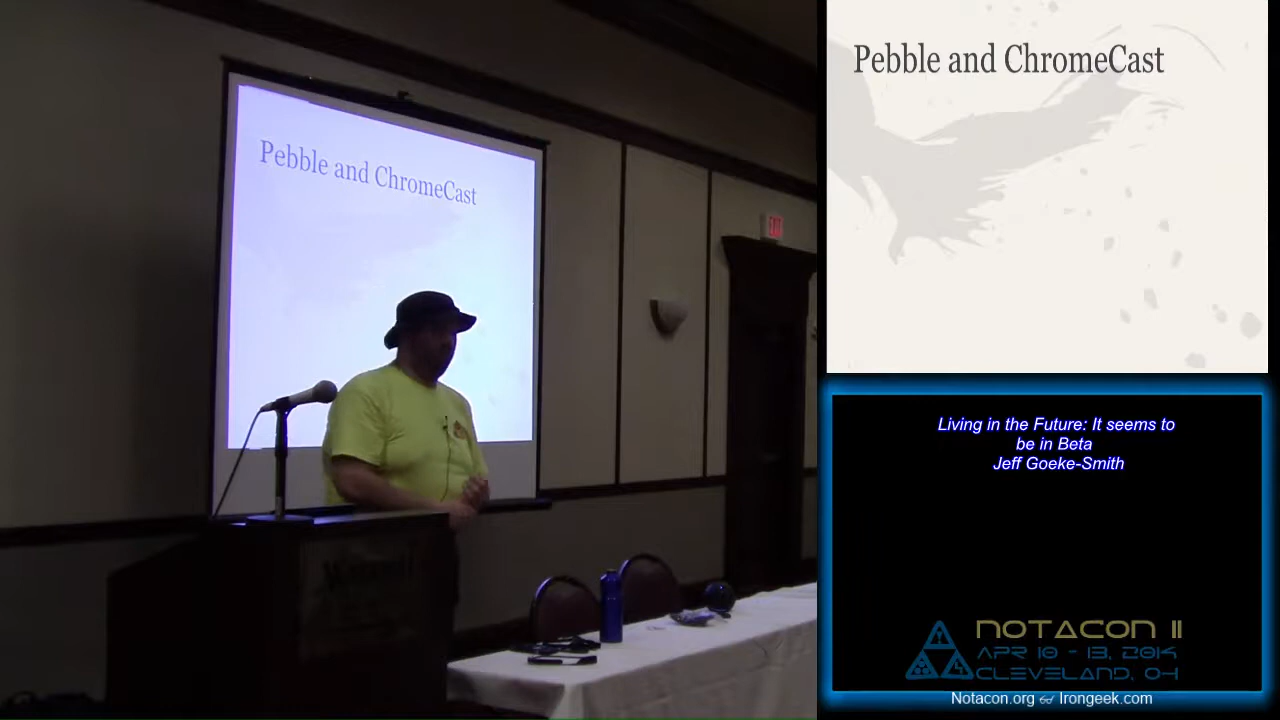 Pebble and ChromeCast
Pebble and ChromeCast
Living in the Future: It seems to
be in Beta
Jeff Goeke-Smith
NOTACON 11
APR 10 - 13, 2014
CLEVELAND, OH
Notacon.org Irongeek.com